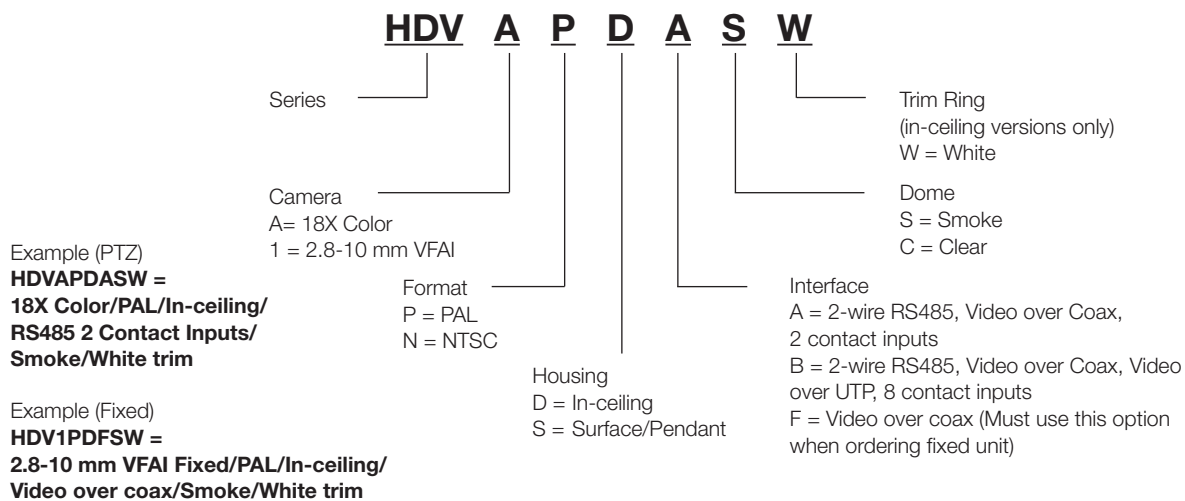 HDV A P D A S W
Series
Camera
A= 18X Color
1 = 2.8-10 mm VFAI
Format
P = PAL
N = NTSC
Housing
D = In-ceiling
S = Surface/Pendant
Interface
A = 2-wire RS485, Video over Coax,
2 contact inputs
B = 2-wire RS485, Video over Coax, Video
over UTP, 8 contact inputs
F = Video over coax (Must use this option
when ordering fixed unit)
Dome
S = Smoke
C = Clear
Trim Ring
(in-ceiling versions only)
W = White
Example (PTZ)
HDVAPDASW =
18X Color/PAL/In-ceiling/
RS485 2 Contact Inputs/
Smoke/White trim
Example (Fixed)
HDV1PDFSW =
2.8-10 mm VFAI Fixed/PAL/In-ceiling/
Video over coax/Smoke/White trim